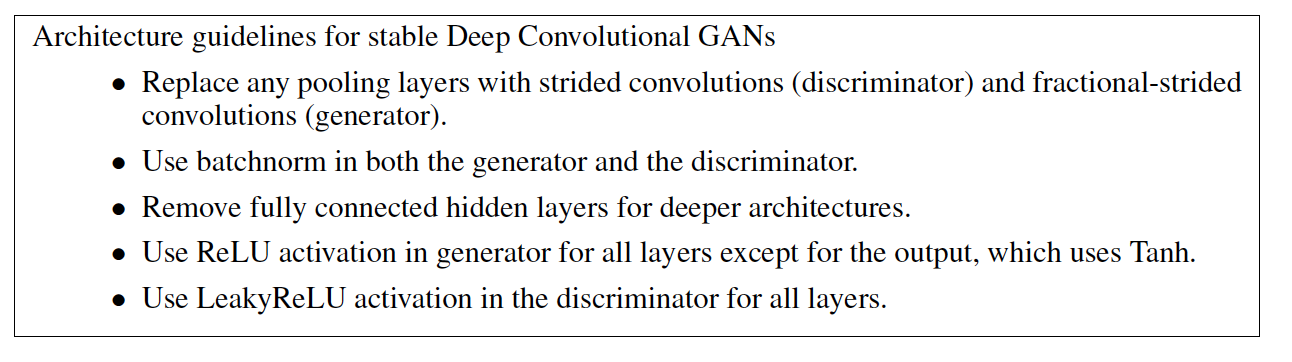 Architecture guidelines for stable Deep Convolutional GANs
• Replace any pooling layers with strided convolutions (discriminator) and fractional-strided
convolutions (generator).
• Use batchnorm in both the generator and the discriminator.
• Remove fully connected hidden layers for deeper architectures.
• Use ReLU activation in generator for all layers except for the output, which uses Tanh.
• Use LeakyReLU activation in the discriminator for all layers.